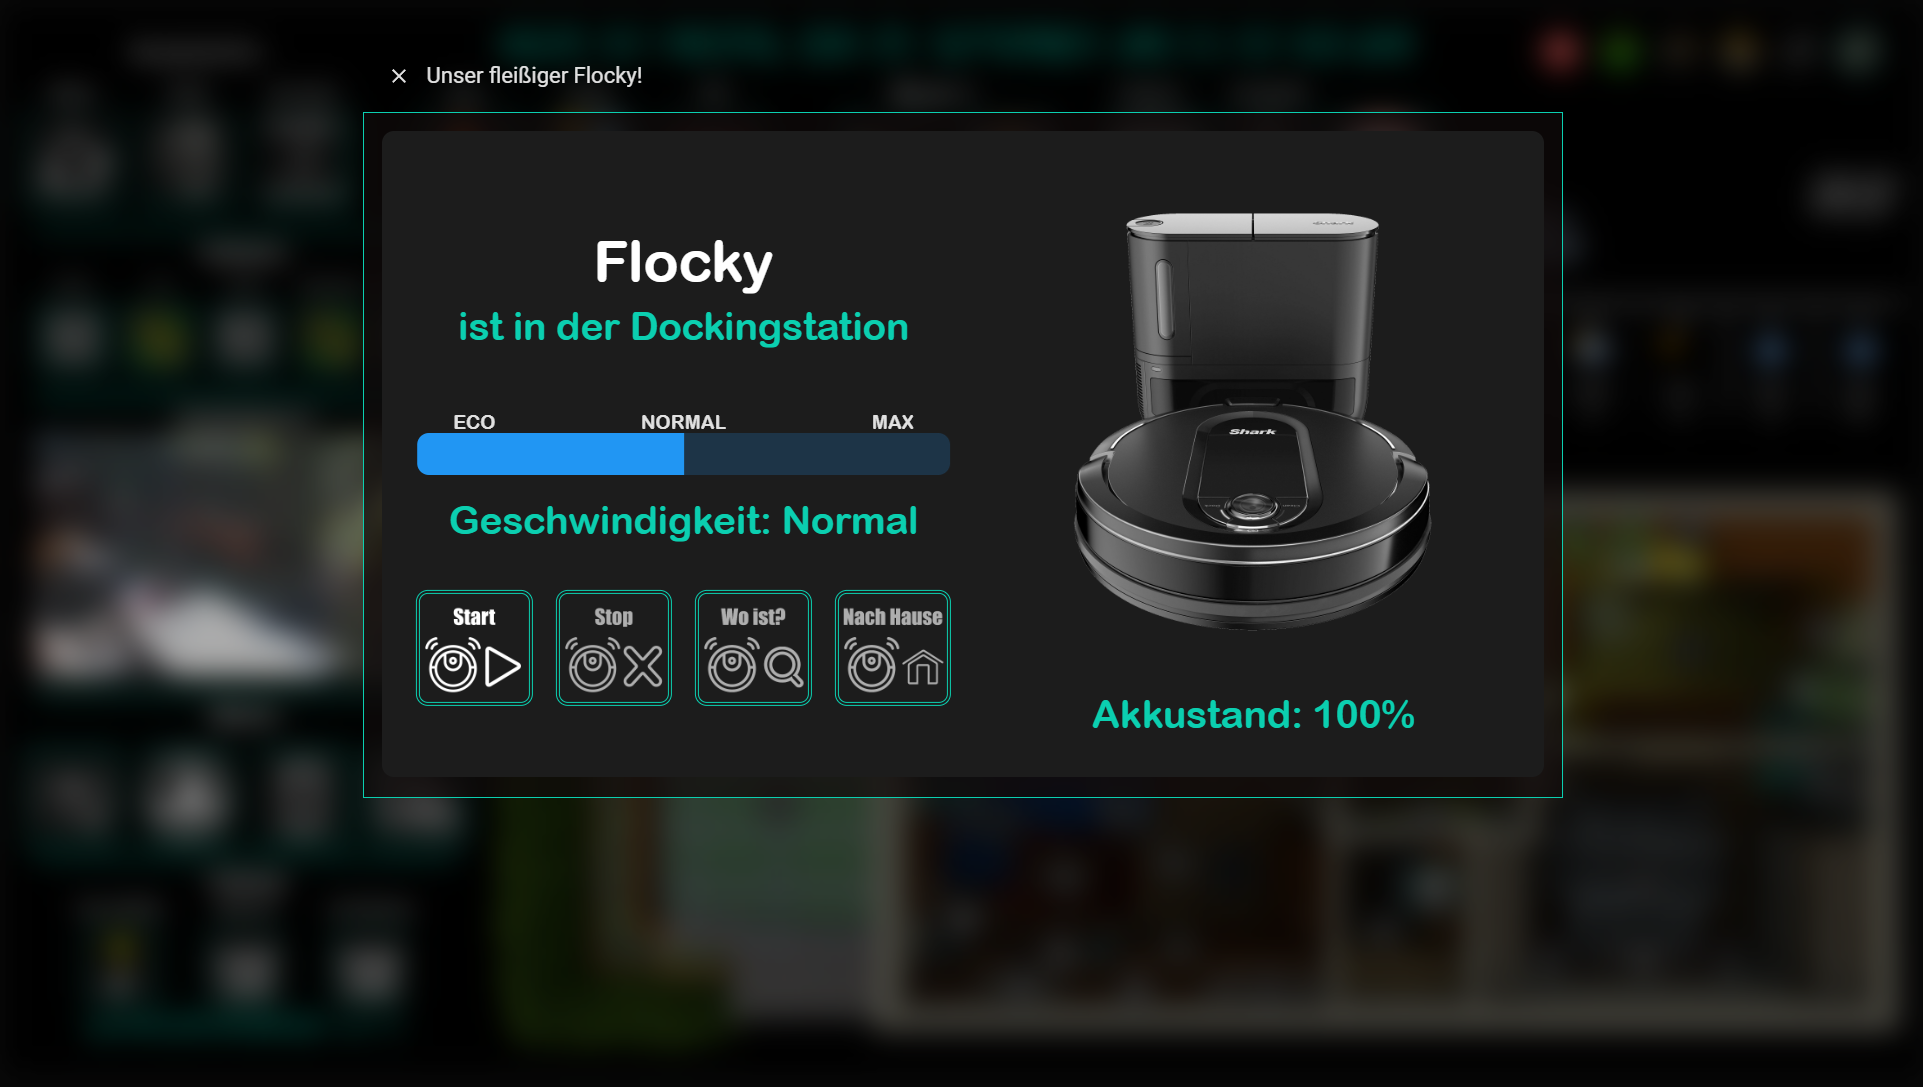 Unser fleißiger Flocky!
Flocky
ist in der Dockingstation
ECO NORMAL MAX
Geschwindigkeit: Normal
Start Stop Wo ist? Nach Hause
Shark
Akkustand: 100%